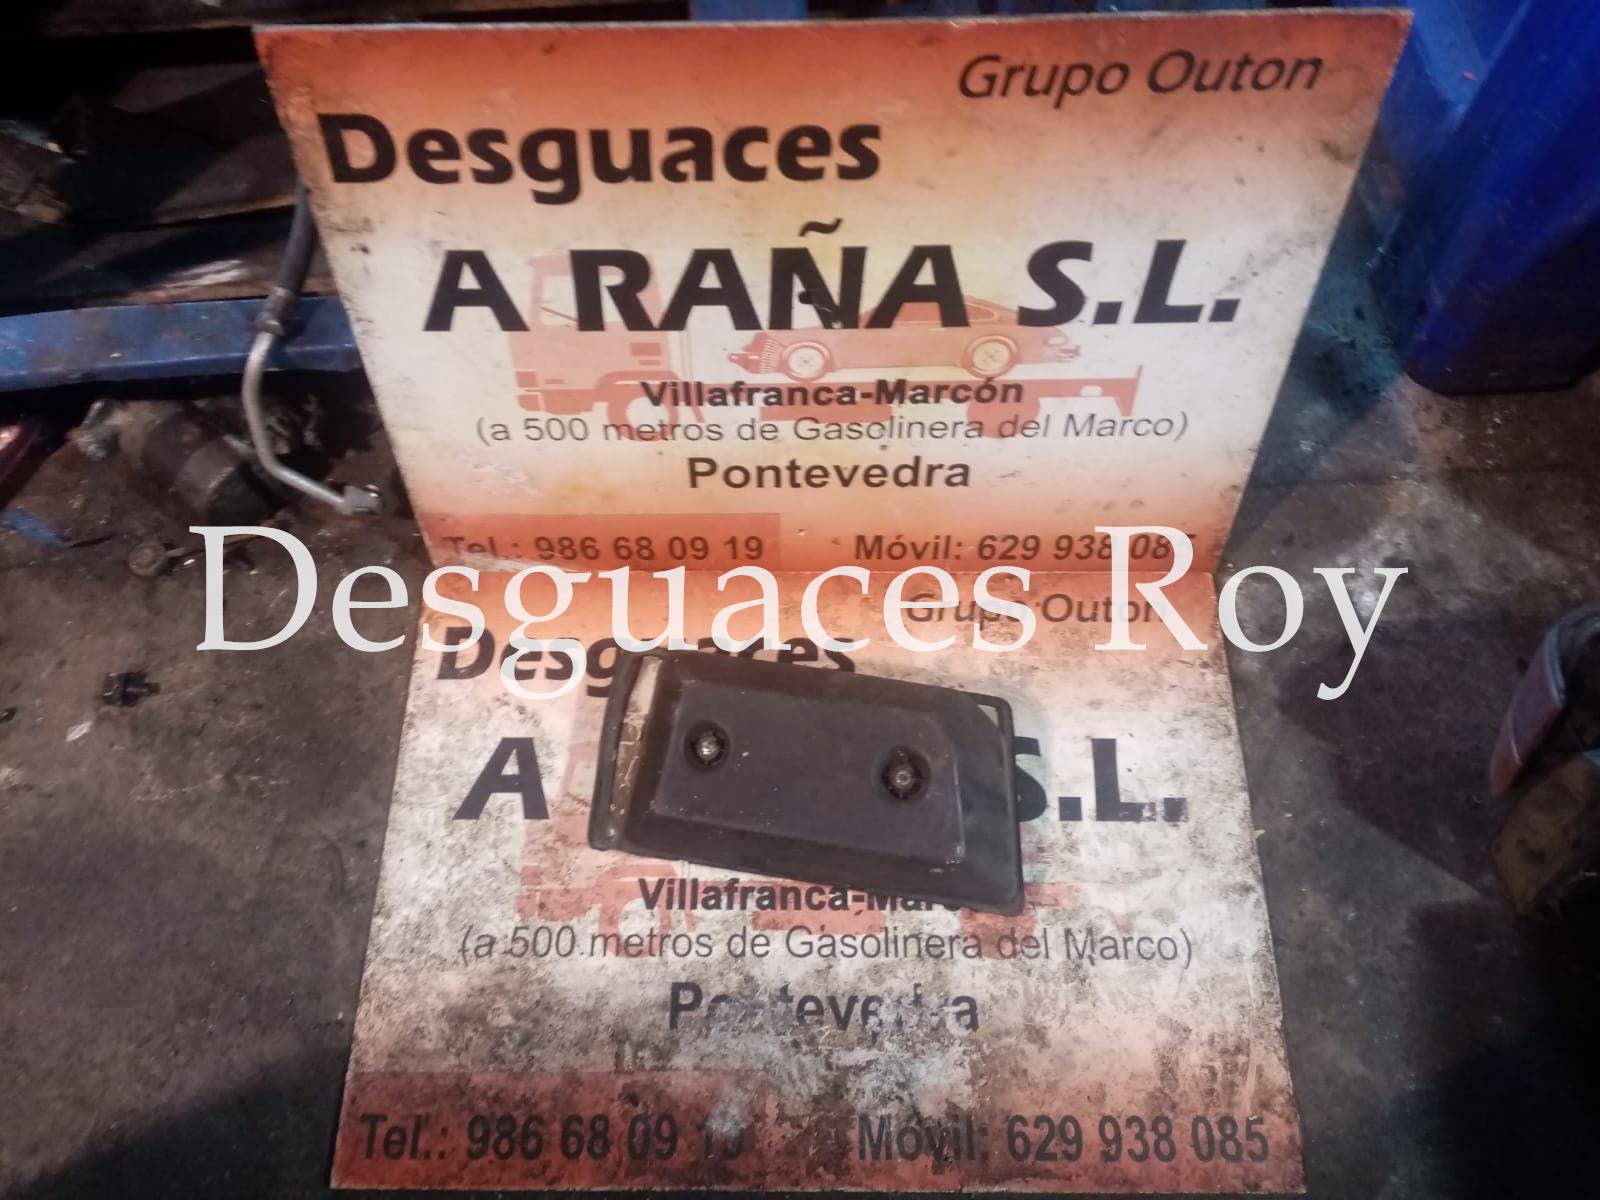 Grupo Outon
Desguaces
A RAÑA S.L.
Villafranca-Marcón
(a 500 metros de Gasolinera del Marco)
Pontevedra
Tel.: 986 68 09 19 Móvil: 629 938 085
Desguaces Roy
Grupo Outon
Desguaces
A S.L.
(a 500 metros de Gasolinera del Marco)
Pontevedra
Tel.: 986 68 09 19 Móvil: 629 938 085